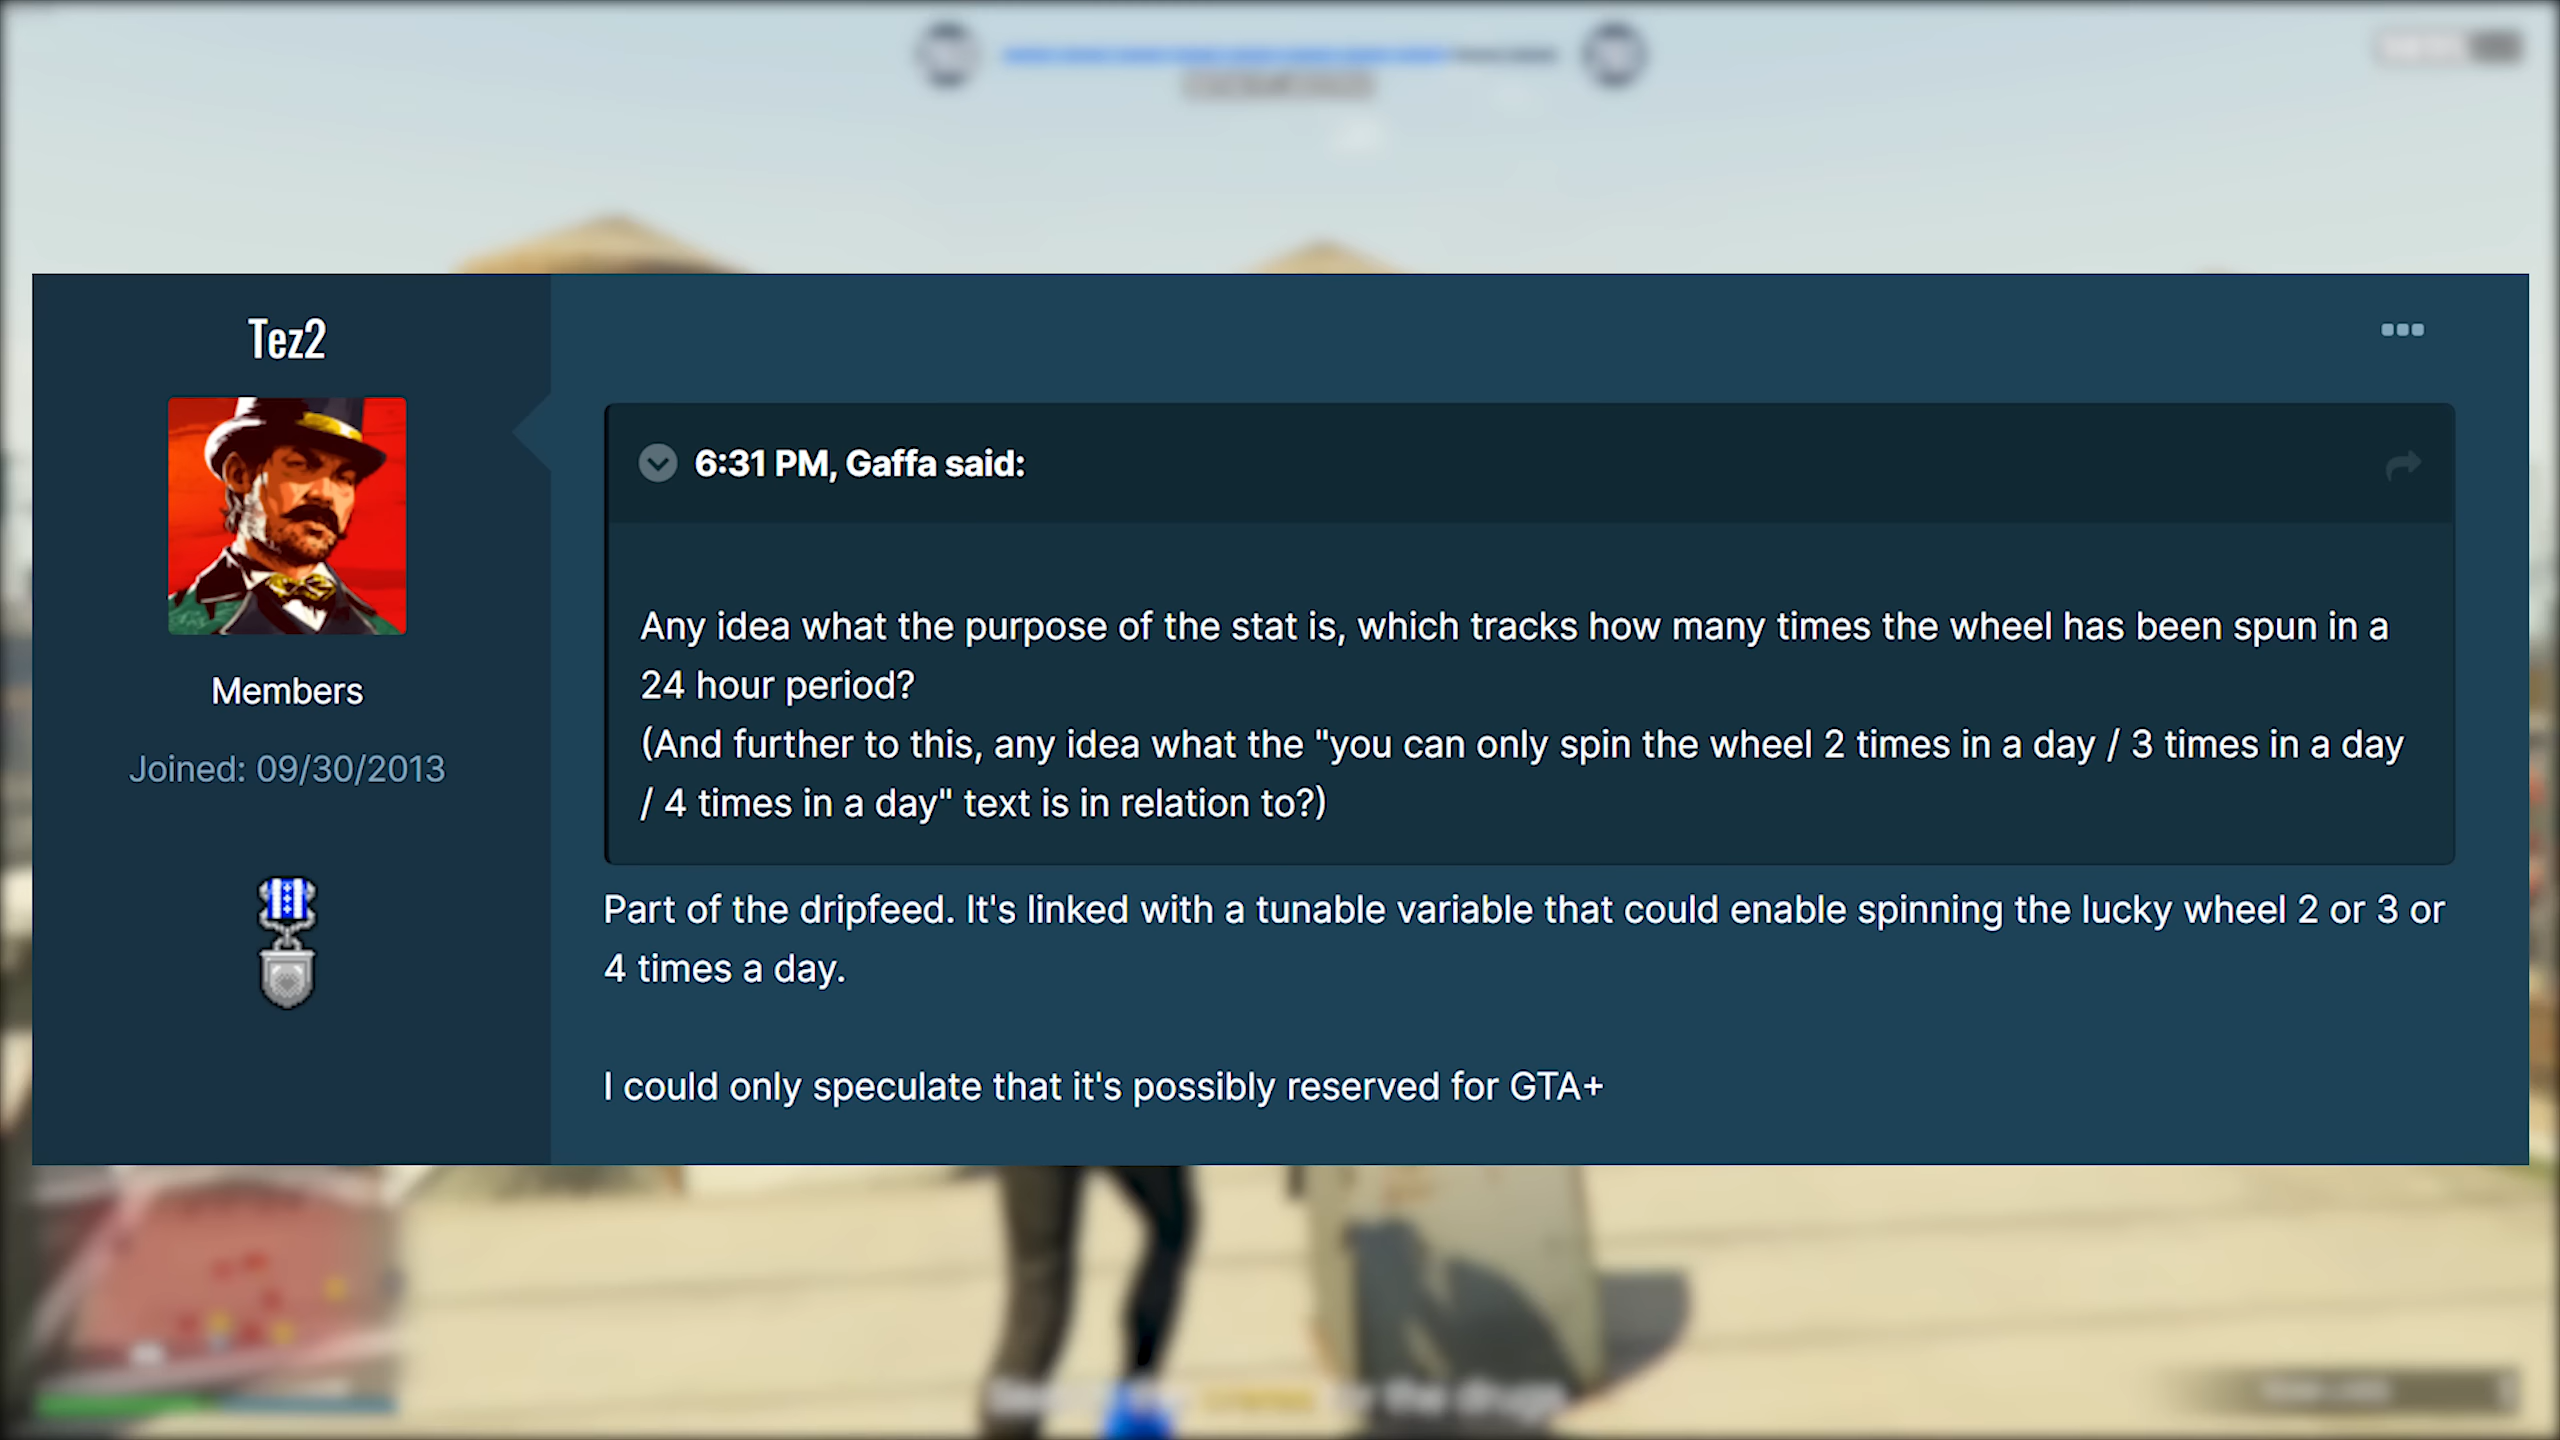 Tez2
Members
Joined: 09/30/2013
6:31 PM, Gaffa said:
Any idea what the purpose of the stat is, which tracks how many times the wheel has been spun in a
24 hour period?
(And further to this, any idea what the "you can only spin the wheel 2 times in a day / 3 times in a day
/ 4 times in a day" text is in relation to?)
Part of the dripfeed. It's linked with a tunable variable that could enable spinning the lucky wheel 2 or 3 or
4 times a day.
I could only speculate that it's possibly reserved for GTA+
for the drugs